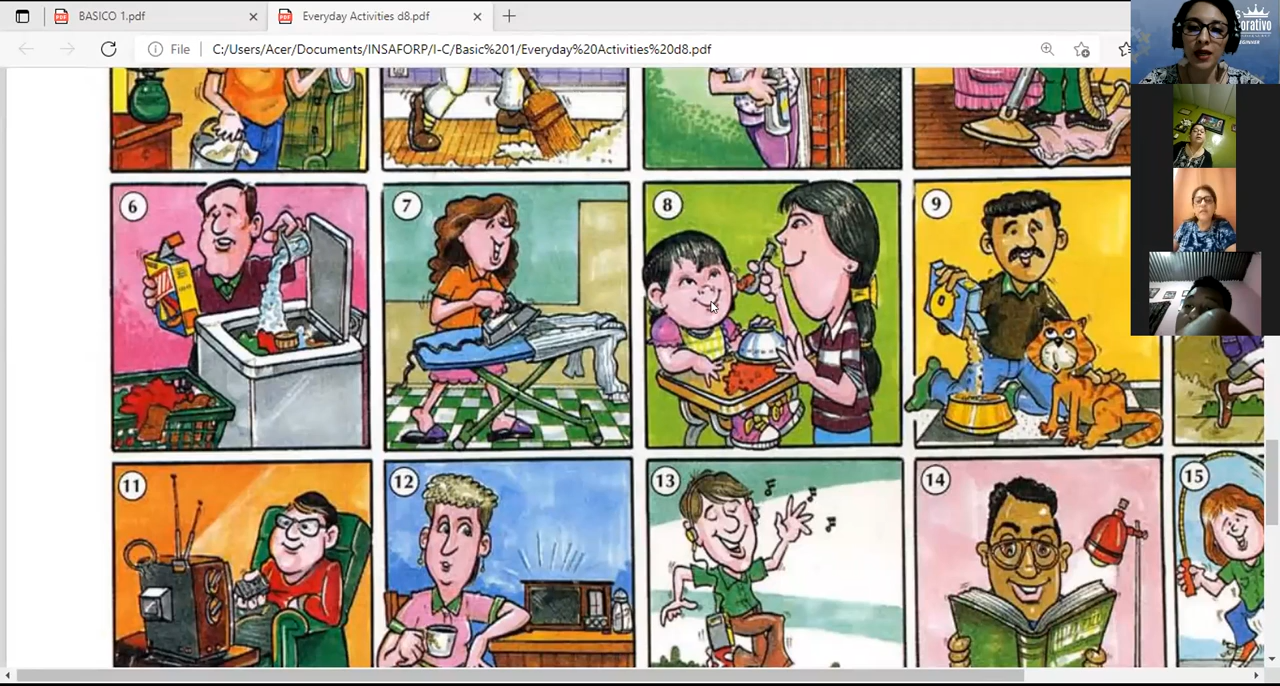 BASICO 1.pdf
Everyday Activities d8.pdf
File
C:/Users/Acer/Documents/INSAFORP/I-C/Basic%201/Everyday%20Activities%20d8.pdf
6
7
8
9
11
12
13
14
15